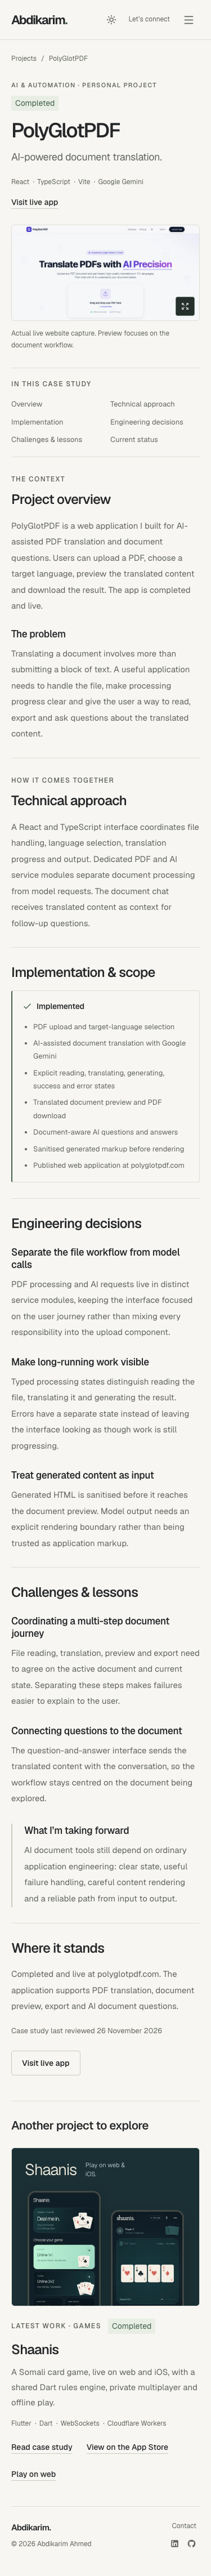 Abdikarim.
Let's connect
Projects / PolyGlotPDF
AI & AUTOMATION · PERSONAL PROJECT
Completed
PolyGlotPDF
AI-powered document translation.
React · TypeScript · Vite · Google Gemini
Visit live app
Translate PDFs with AI Precision
Actual live website capture. Preview focuses on the
document workflow.
IN THIS CASE STUDY
Overview
Technical approach
Implementation
Engineering decisions
Challenges & lessons
Current status
THE CONTEXT
Project overview
PolyGlotPDF is a web application I built for AI-
assisted PDF translation and document
questions. Users can upload a PDF, choose a
target language, preview the translated content
and download the result. The app is completed
and live.
The problem
Translating a document involves more than
submitting a block of text. A useful application
needs to handle the file, make processing
progress clear and give the user a way to read,
export and ask questions about the translated
content.
HOW IT COMES TOGETHER
Technical approach
A React and TypeScript interface coordinates file
handling, language selection, translation
progress and output. Dedicated PDF and AI
service modules separate document processing
from model requests. The document chat
receives translated content as context for
follow-up questions.
Implementation & scope
Implemented
• PDF upload and target-language selection
• AI-assisted document translation with Google
Gemini
• Explicit reading, translating, generating,
success and error states
• Translated document preview and PDF
download
• Document-aware AI questions and answers
• Sanitised generated markup before rendering
• Published web application at polyglotpdf.com
Engineering decisions
Separate the file workflow from model
calls
PDF processing and AI requests live in distinct
service modules, keeping the interface focused
on the user journey rather than mixing every
responsibility into the upload component.
Make long-running work visible
Typed processing states distinguish reading the
file, translating it and generating the result.
Errors have a separate state instead of leaving
the interface looking as though work is still
progressing.
Treat generated content as input
Generated HTML is sanitised before it reaches
the document preview. Model output needs an
explicit rendering boundary rather than being
trusted as application markup.
Challenges & lessons
Coordinating a multi-step document
journey
File reading, translation, preview and export need
to agree on the active document and current
state. Separating these steps makes failures
easier to explain to the user.
Connecting questions to the document
The question-and-answer interface sends the
translated content with the conversation, so the
workflow stays centred on the document being
explored.
What I'm taking forward
AI document tools still depend on ordinary
application engineering: clear state, useful
failure handling, careful content rendering
and a reliable path from input to output.
Where it stands
Completed and live at polyglotpdf.com. The
application supports PDF translation, document
preview, export and AI document questions.
Case study last reviewed 26 November 2026
Visit live app
Another project to explore
Shaanis
Play on web &
iOS.
Shaanis
Deal me in.
shaanis.
LATEST WORK · GAMES
Completed
Shaanis
A Somali card game, live on web and iOS, with a
shared Dart rules engine, private multiplayer and
offline play.
Flutter · Dart · WebSockets · Cloudflare Workers
Read case study
View on the App Store
Play on web
Abdikarim.
Contact
© 2026 Abdikarim Ahmed